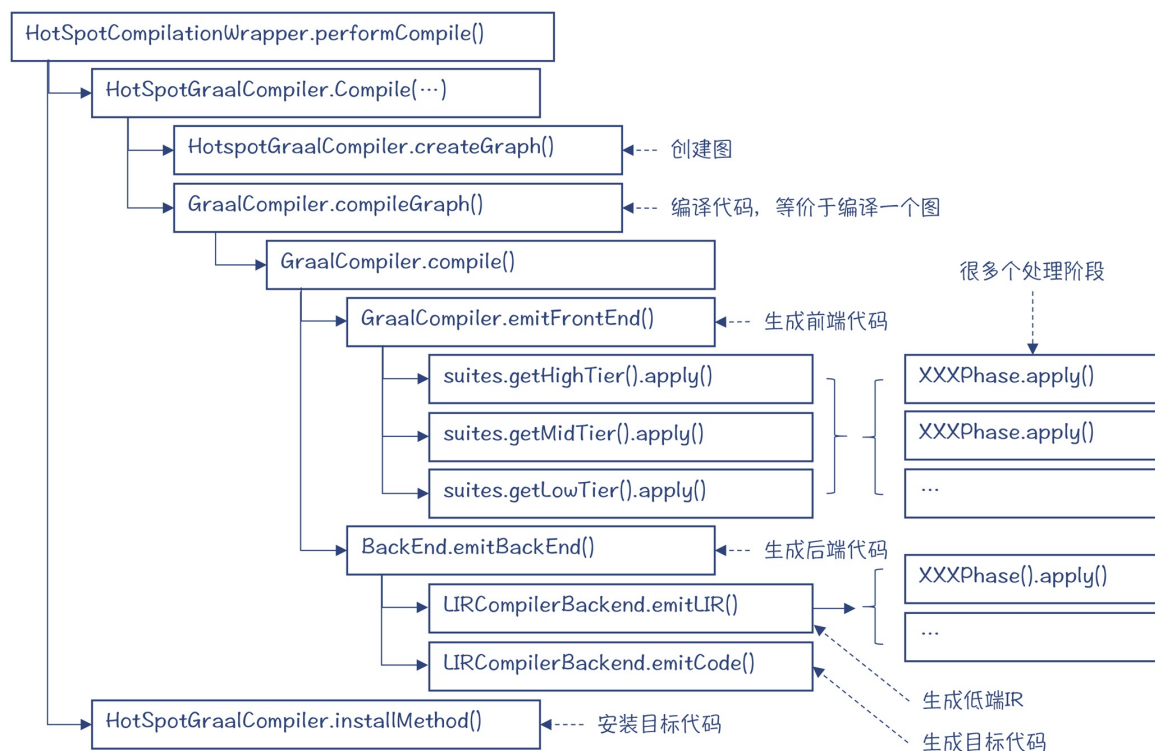 HotSpotCompilationWrapper.performCompile()
HotSpotGraalCompiler.Compile(…)
HotspotGraalCompiler.createGraph()
创建图
GraalCompiler.compileGraph()
编译代码，等价于编译一个图
GraalCompiler.compile()
很多个处理阶段
GraalCompiler.emitFrontEnd()
生成前端代码
suites.getHighTier().apply()
XXXPhase.apply()
suites.getMidTier().apply()
XXXPhase.apply()
suites.getLowTier().apply()
…
BackEnd.emitBackEnd()
生成后端代码
XXXPhase().apply()
LIRCompilerBackend.emitLIR()
…
LIRCompilerBackend.emitCode()
生成低端IR
HotSpotGraalCompiler.installMethod()
安装目标代码
生成目标代码